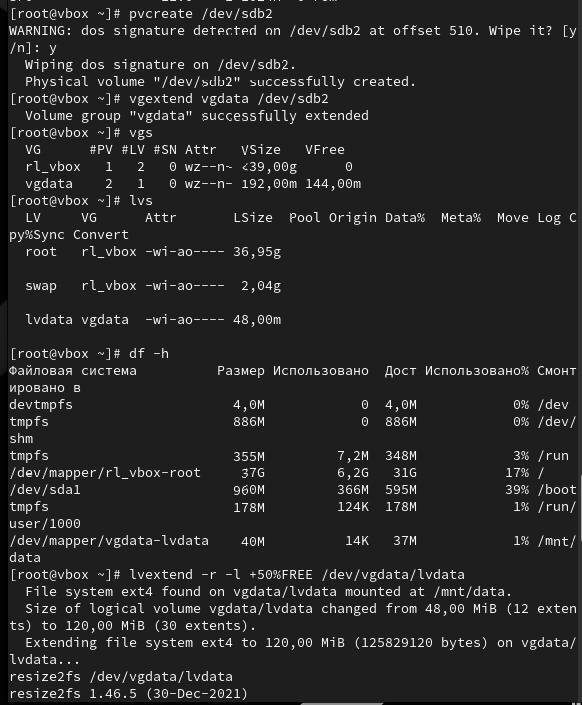 [root@vbox ~]# pvcreate /dev/sdb2
WARNING: dos signature detected on /dev/sdb2 at offset 510. Wipe it? [y
/n]: y
  Wiping dos signature on /dev/sdb2.
  Physical volume "/dev/sdb2" successfully created.
[root@vbox ~]# vgextend vgdata /dev/sdb2
  Volume group "vgdata" successfully extended
[root@vbox ~]# vgs
  VG      #PV #LV #SN Attr   VSize   VFree
  rl_vbox   1   2   0 wz--n- <39,00g      0
  vgdata    2   1   0 wz--n- 192,00m 144,00m
[root@vbox ~]# lvs
  LV     VG      Attr       LSize  Pool Origin Data%  Meta%  Move Log C
py%Sync Convert
  root   rl_vbox -wi-ao---- 36,95g
  swap   rl_vbox -wi-ao----  2,04g
  lvdata vgdata  -wi-ao---- 48,00m
[root@vbox ~]# df -h
Файловая система          Размер Использовано  Дост Использовано% Смонт
ировано в
devtmpfs                    4,0M            0  4,0M            0% /dev
tmpfs                       886M            0  886M            0% /dev/
shm
tmpfs                       355M         7,2M  348M            3% /run
/dev/mapper/rl_vbox-root     37G         6,2G   31G           17% /
/dev/sda1                   960M         366M  595M           39% /boot
tmpfs                       178M         124K  178M            1% /run/
user/1000
/dev/mapper/vgdata-lvdata    40M          14K   37M            1% /mnt/
data
[root@vbox ~]# lvextend -r -l +50%FREE /dev/vgdata/lvdata
  File system ext4 found on vgdata/lvdata mounted at /mnt/data.
  Size of logical volume vgdata/lvdata changed from 48,00 MiB (12 exten
ts) to 120,00 MiB (30 extents).
  Extending file system ext4 to 120,00 MiB (125829120 bytes) on vgdata/
lvdata...
resize2fs /dev/vgdata/lvdata
resize2fs 1.46.5 (30-Dec-2021)